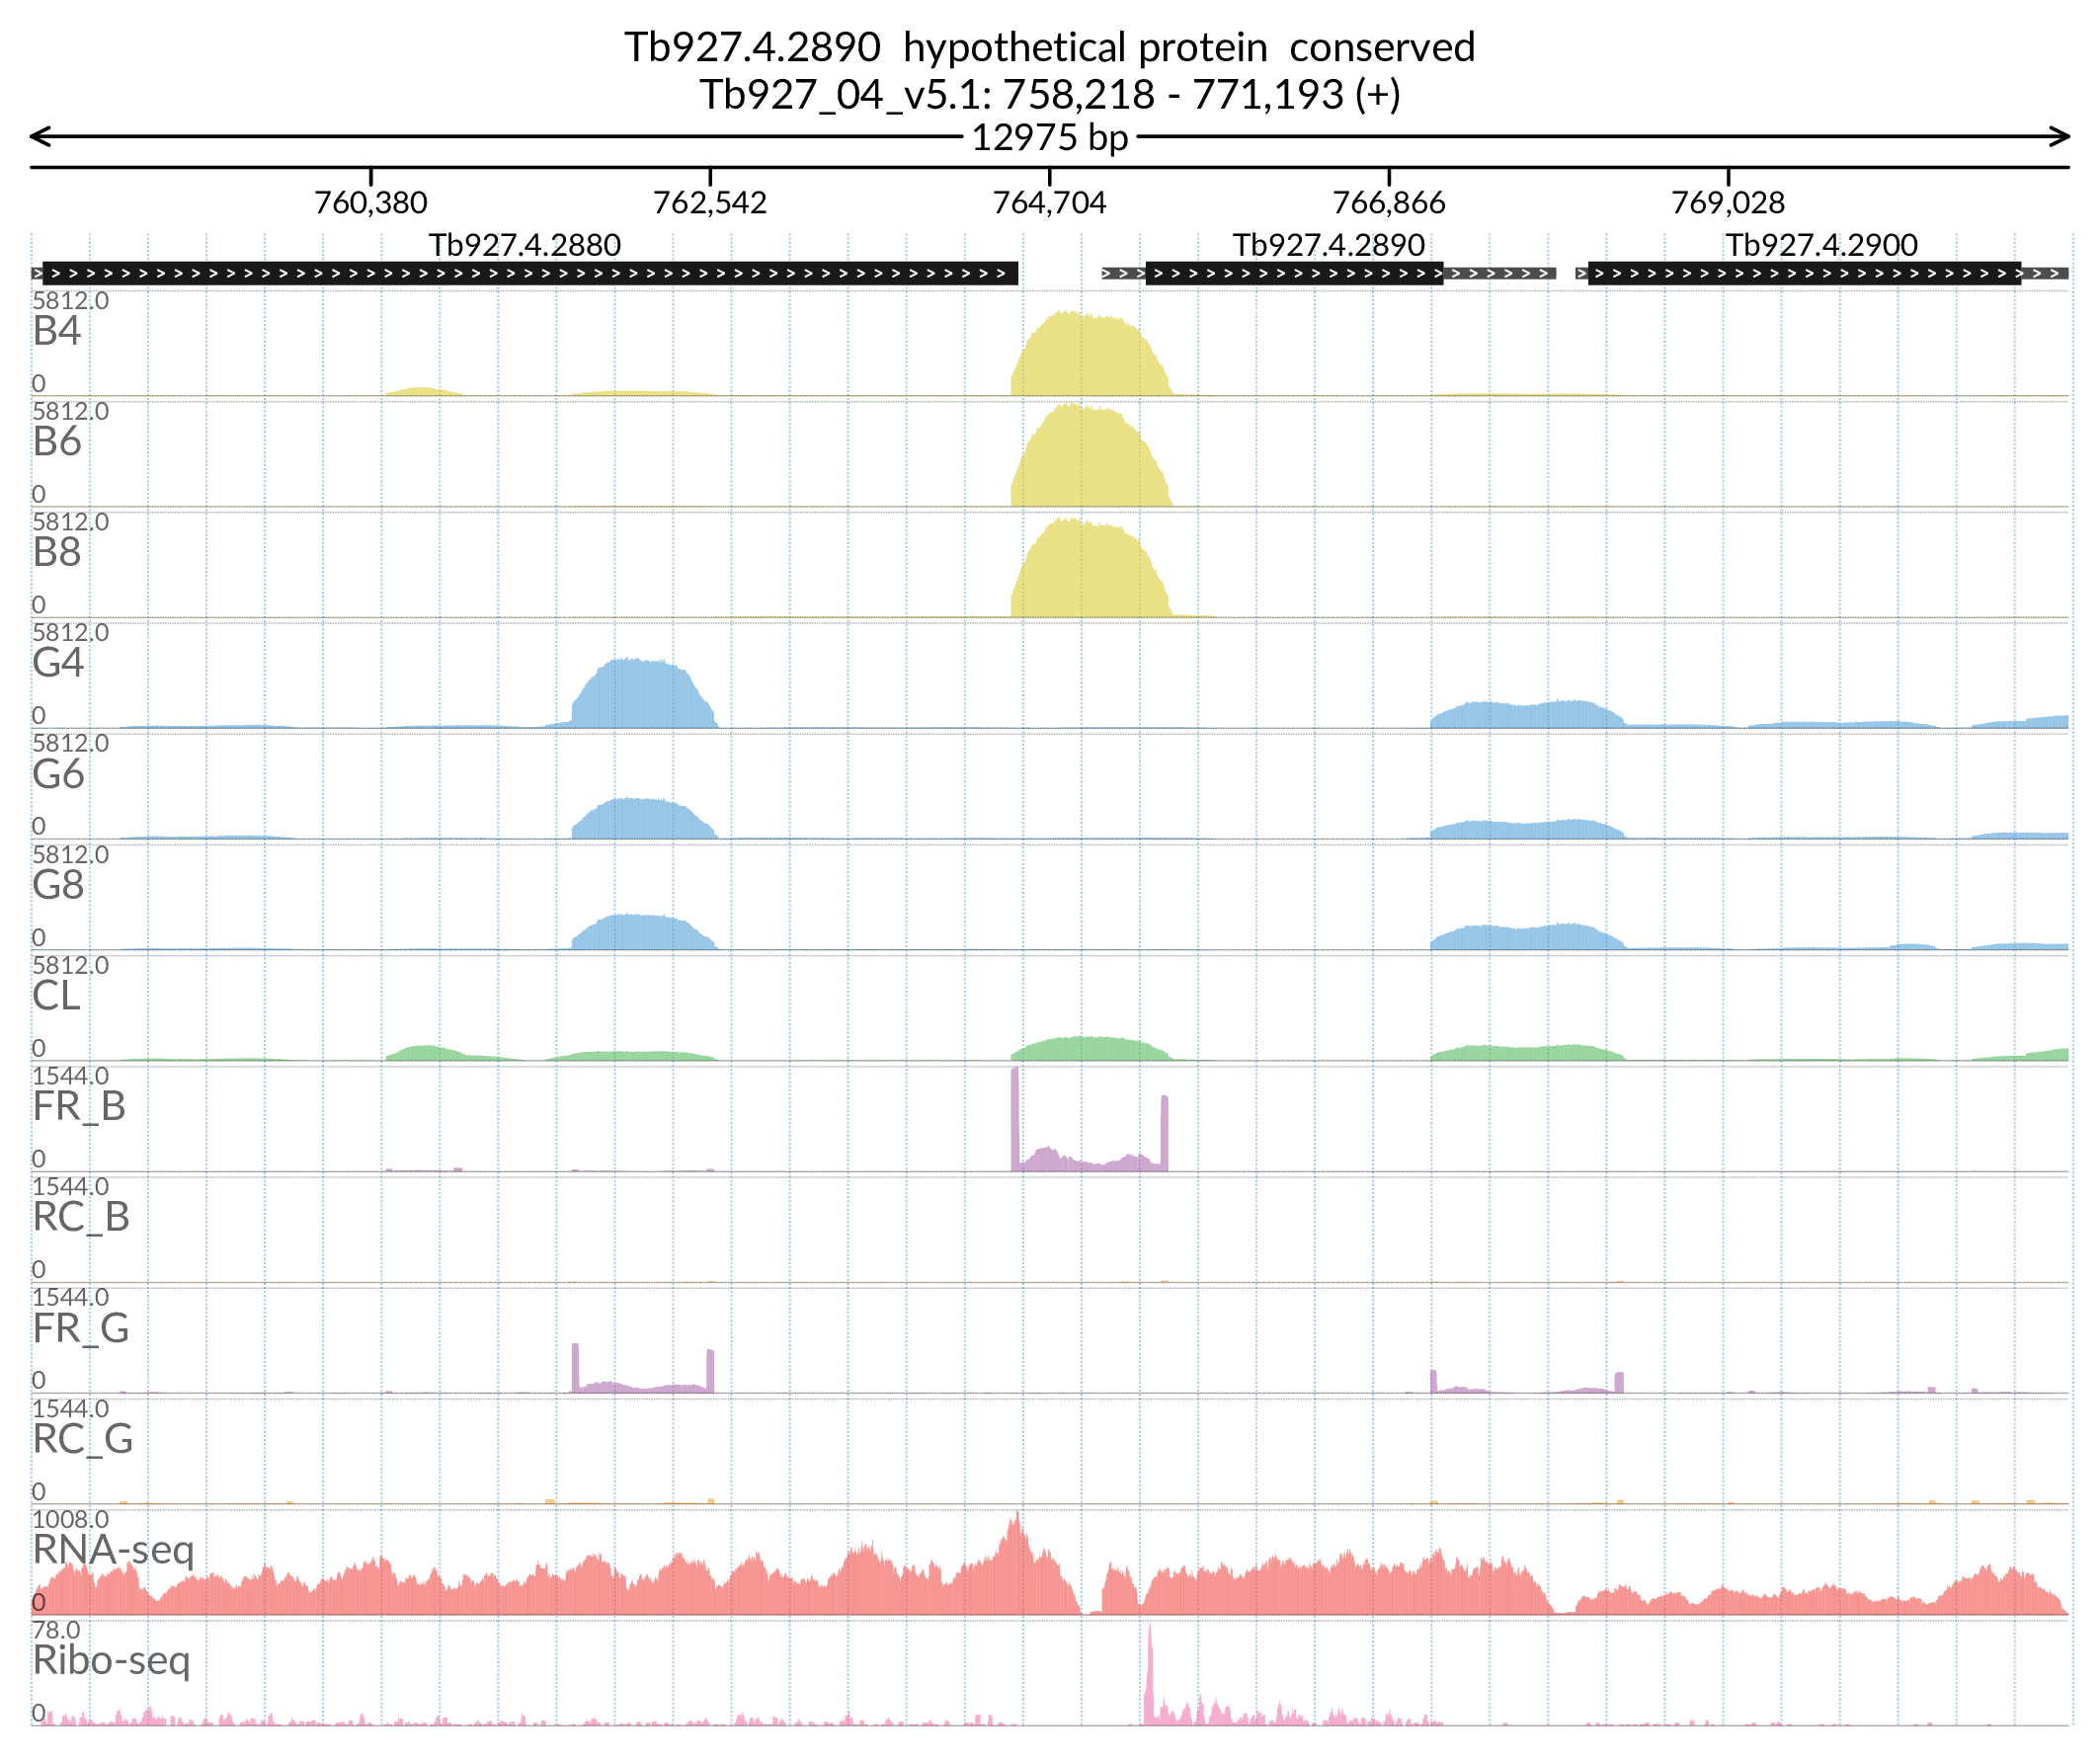 Tb927.4.2890 hypothetical protein conserved
Tb927_04_v5.1: 758,218 - 771,193 (+)
12975 bp
760,380 762,542 764,704 766,866 769,028
Tb927.4.2880 Tb927.4.2890 Tb927.4.2900
5812.0
B4
0
5812.0
B6
0
5812.0
B8
0
5812.0
G4
0
5812.0
G6
0
5812.0
G8
0
5812.0
CL
0
1544.0
FR_B
0
1544.0
RC_B
0
1544.0
FR_G
0
1544.0
RC_G
0
1008.0
RNA-seq
0
78.0
Ribo-seq
0